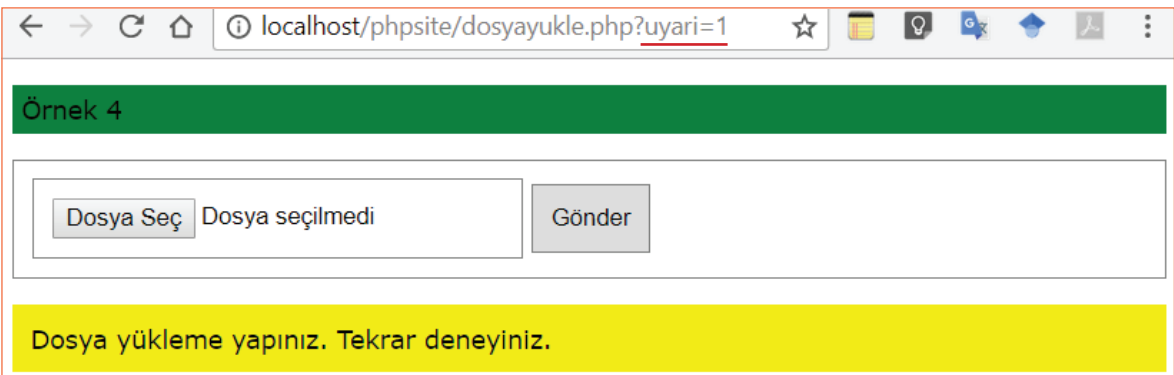 localhost/phpsite/dosyayukle.php?uyari=1
Örnek 4
Dosya Seç Dosya seçilmedi Gönder
Dosya yükleme yapınız. Tekrar deneyiniz.